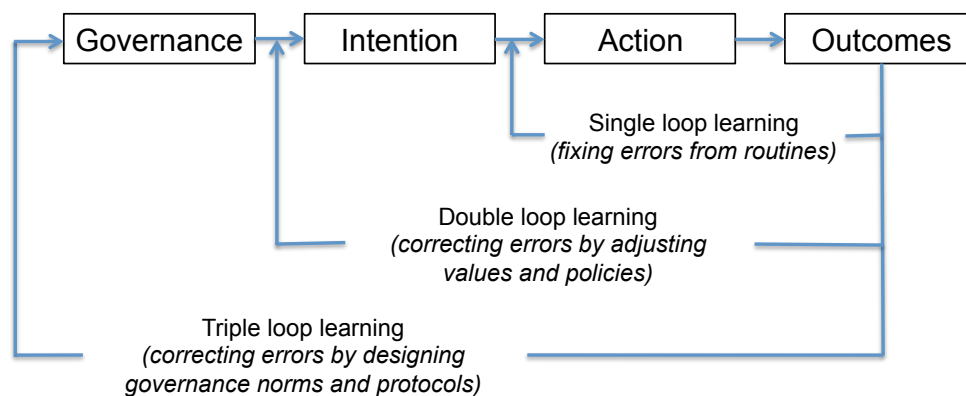 Governance
Intention
Action
Outcomes
Single loop learning
(fixing errors from routines)
Double loop learning
(correcting errors by adjusting
values and policies)
Triple loop learning
(correcting errors by designing
governance norms and protocols)